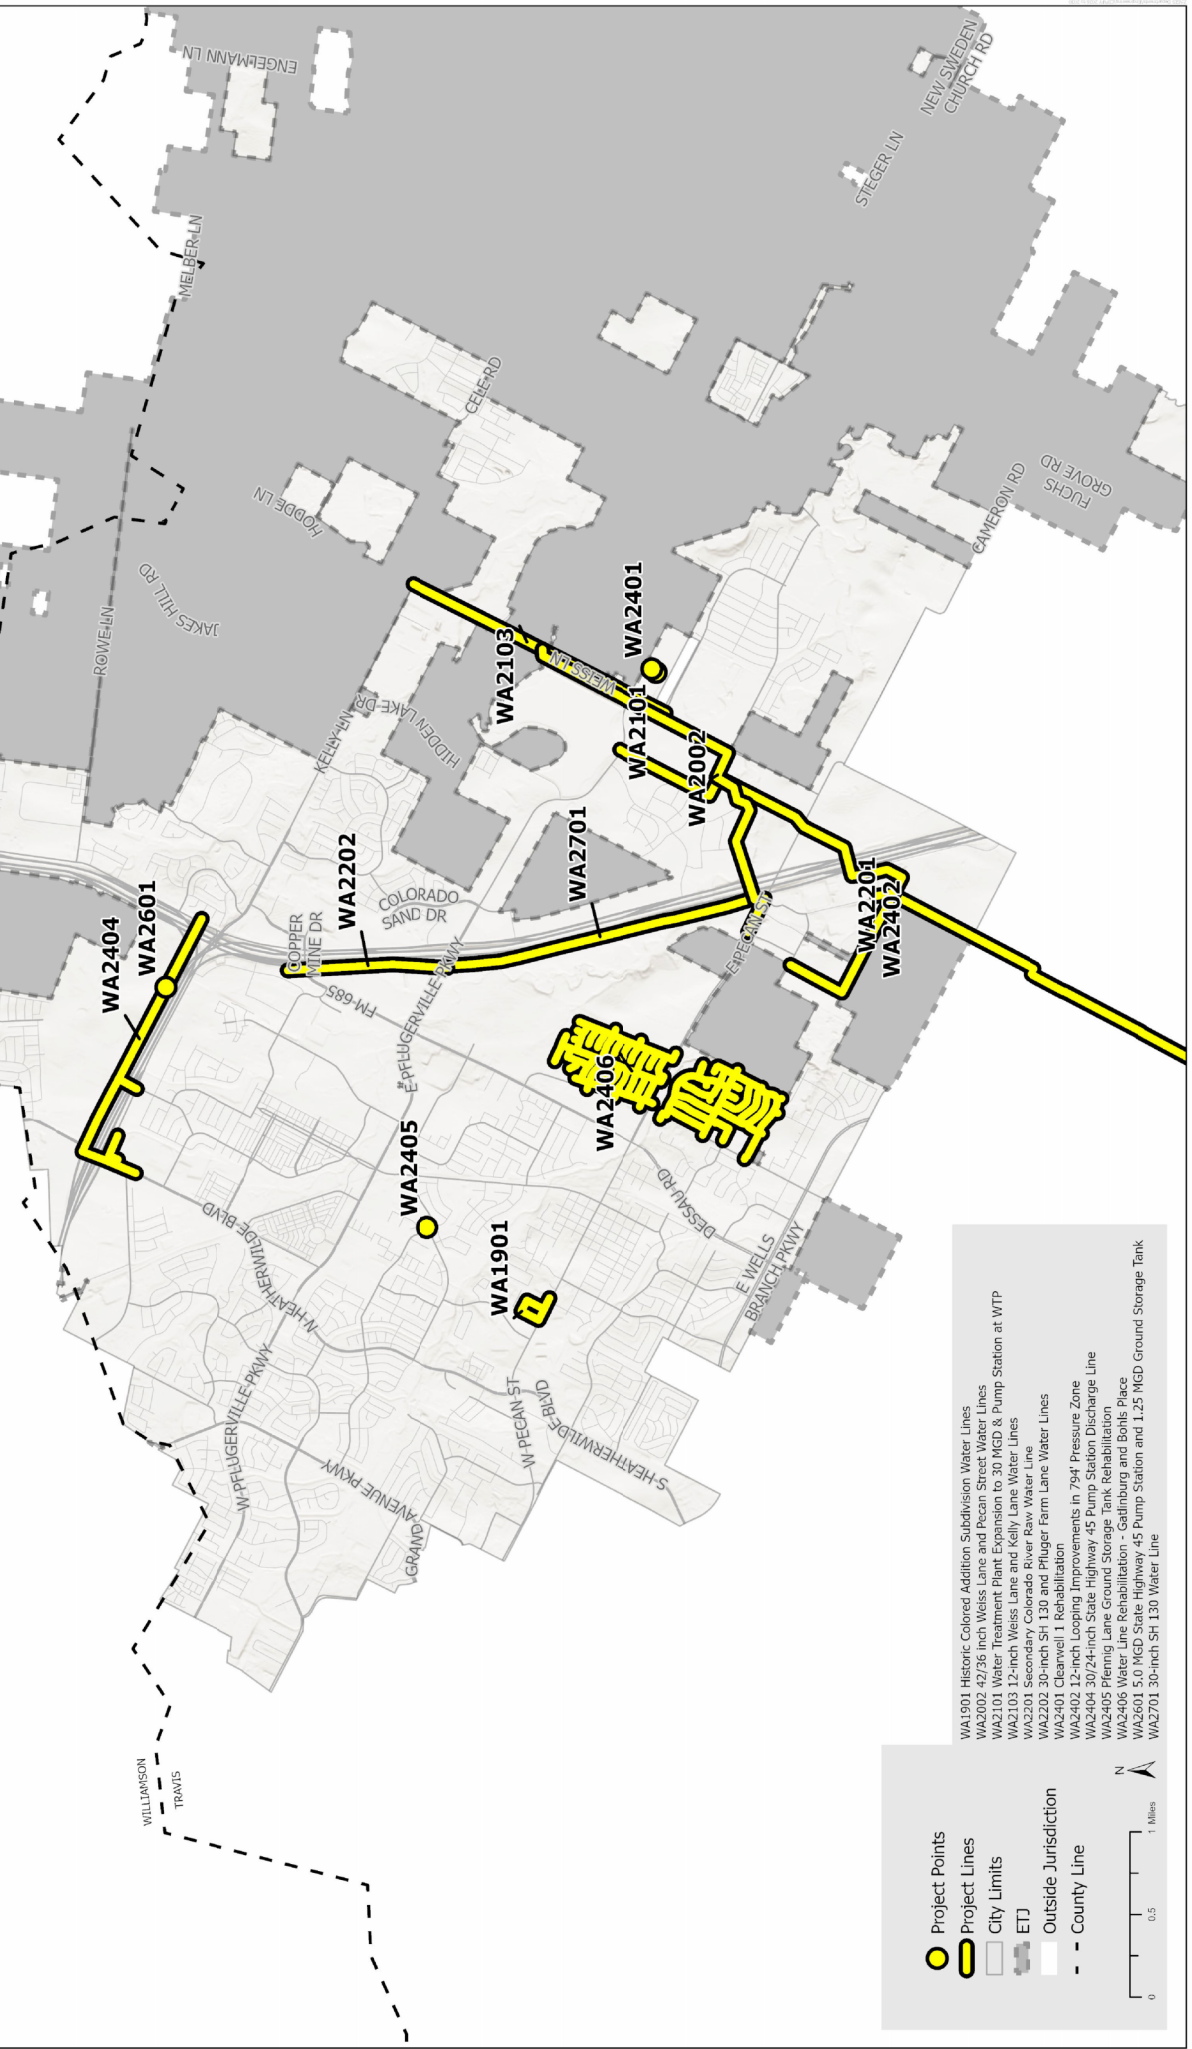 ENGELMANN LN
NEW SWEDEN
CHURCH RD
STEGER LN
MELBER LN
CELE RD
HODDE LN
FUCHS
GROVE RD
CAMERON RD
JAKES HILL RD
ROWE LN
WA2401
WA2103
WEISS LN
WA2101
HIDDEN LAKE DR
KELLY LN
WA2002
WA2701
WA2202
COLORADO
SAND DR
WA2601
WA2404
COPPER
MINE DR
WA2201
WA2402
E PECAN ST
FM-685
E PFLUGERVILLE PKWY
WA2406
WA2405
DESSAU RD
N HEATHERWILDE BLVD
WA1901
E WELLS
BRANCH PKWY
W PFLUGERVILLE PKWY
W PECAN ST
S HEATHERWILDE BLVD
GRAND AVENUE PKWY
WILLIAMSON
TRAVIS
WA1901 Historic Colored Addition Subdivision Water Lines
WA2002 42/36 inch Weiss Lane and Pecan Street Water Lines
WA2101 Water Treatment Plant Expansion to 30 MGD & Pump Station at WTP
WA2103 12-inch Weiss Lane and Kelly Lane Water Lines
WA2201 Secondary Colorado River Raw Water Line
WA2202 30-inch SH 130 and Pfluger Farm Lane Water Lines
WA2401 Clearwell 1 Rehabilitation
WA2402 12-inch Looping Improvements in 794' Pressure Zone
WA2404 30/24-inch State Highway 45 Pump Station Discharge Line
WA2405 Pfennig Lane Ground Storage Tank Rehabilitation
WA2406 Water Line Rehabilitation - Gatlinburg and Bohls Place
WA2601 5.0 MGD State Highway 45 Pump Station and 1.25 MGD Ground Storage Tank
WA2701 30-inch SH 130 Water Line
Project Points
Project Lines
City Limits
ETJ
Outside Jurisdiction
County Line
N
0 0.5 1 Miles